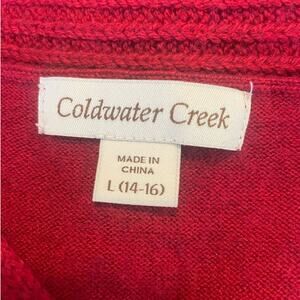 Coldwater Creek
MADE IN
CHINA
L (14-16)